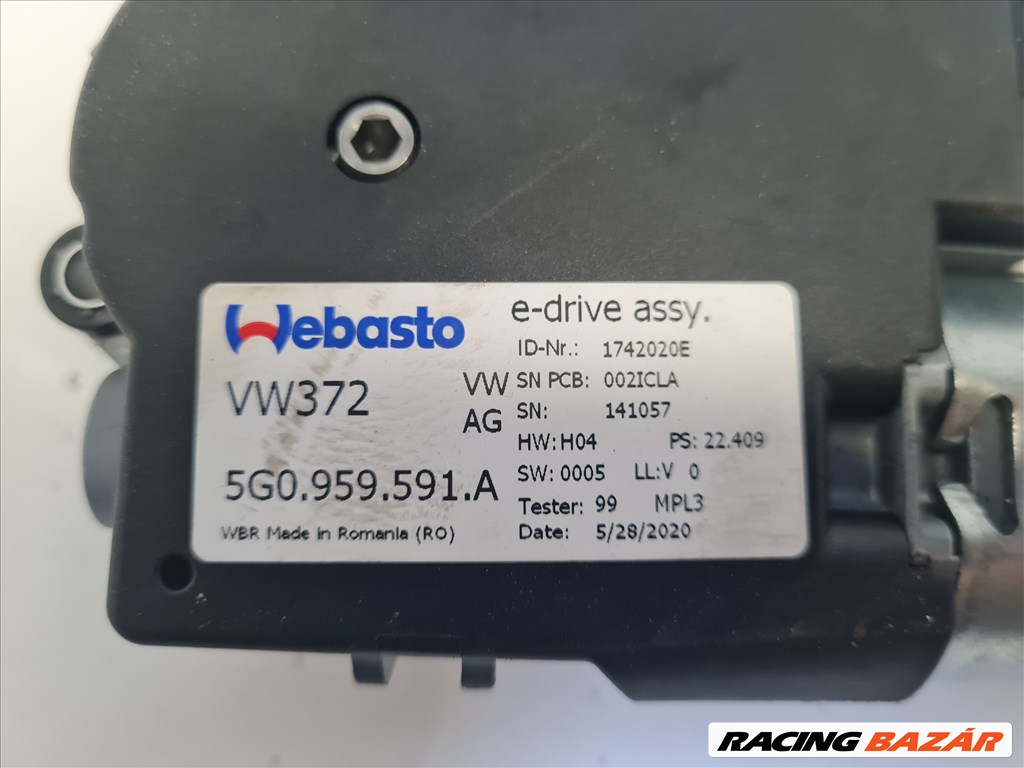 Webasto
e-drive assy.
ID-Nr.: 1742020E
VW372
VW AG
SN PCB: 002ICLA
SN: 141057
HW: H04 PS: 22.409
5G0.959.591.A
SW: 0005 LL:V 0
Tester: 99 MPL3
WBR Made in Romania (RO)
Date: 5/28/2020
RACING BAZÁR